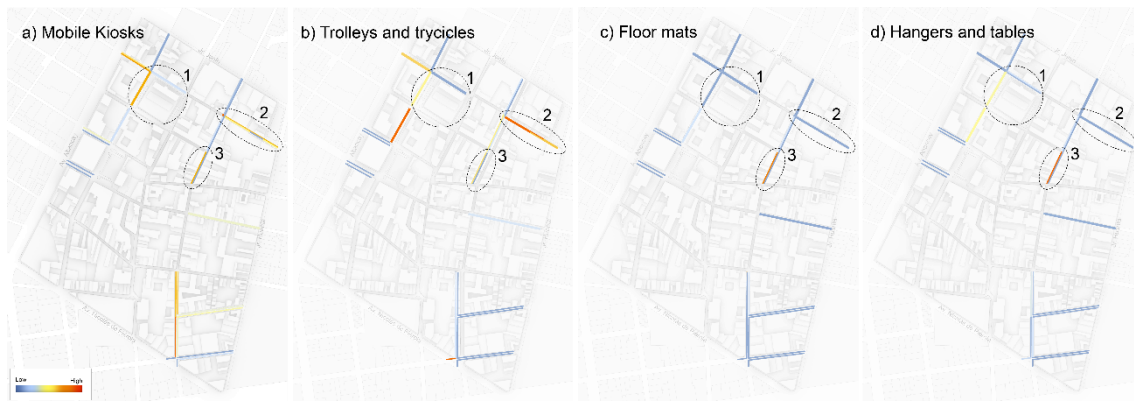 a) Mobile Kiosks
b) Trolleys and trycicles
c) Floor mats
d) Hangers and tables
1
2
3
1
2
3
1
2
3
1
2
3
Low
High